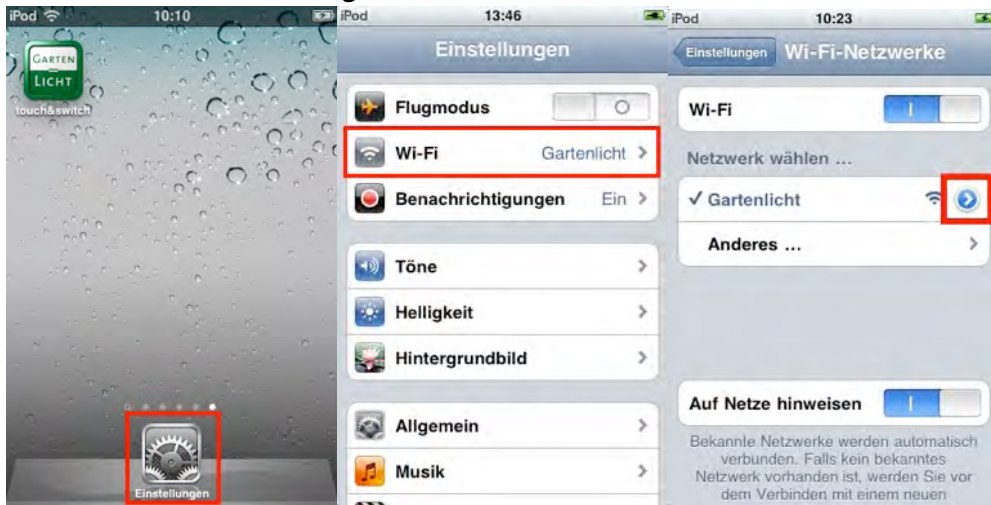 iPod 10:10
GARTEN
LICHT
touch&switch
Einstellungen
iPod 13:46
Einstellungen
Flugmodus
Wi-Fi Gartenlicht
Benachrichtigungen Ein
Töne
Helligkeit
Hintergrundbild
Allgemein
Musik
iPod 10:23
Einstellungen Wi-Fi-Netzwerke
Wi-Fi
Netzwerk wählen ...
Gartenlicht
Anderes ...
Auf Netze hinweisen
Bekannte Netzwerke werden automatisch
verbunden. Falls kein bekanntes
Netzwerk vorhanden ist, werden Sie vor
dem Verbinden mit einem neuen